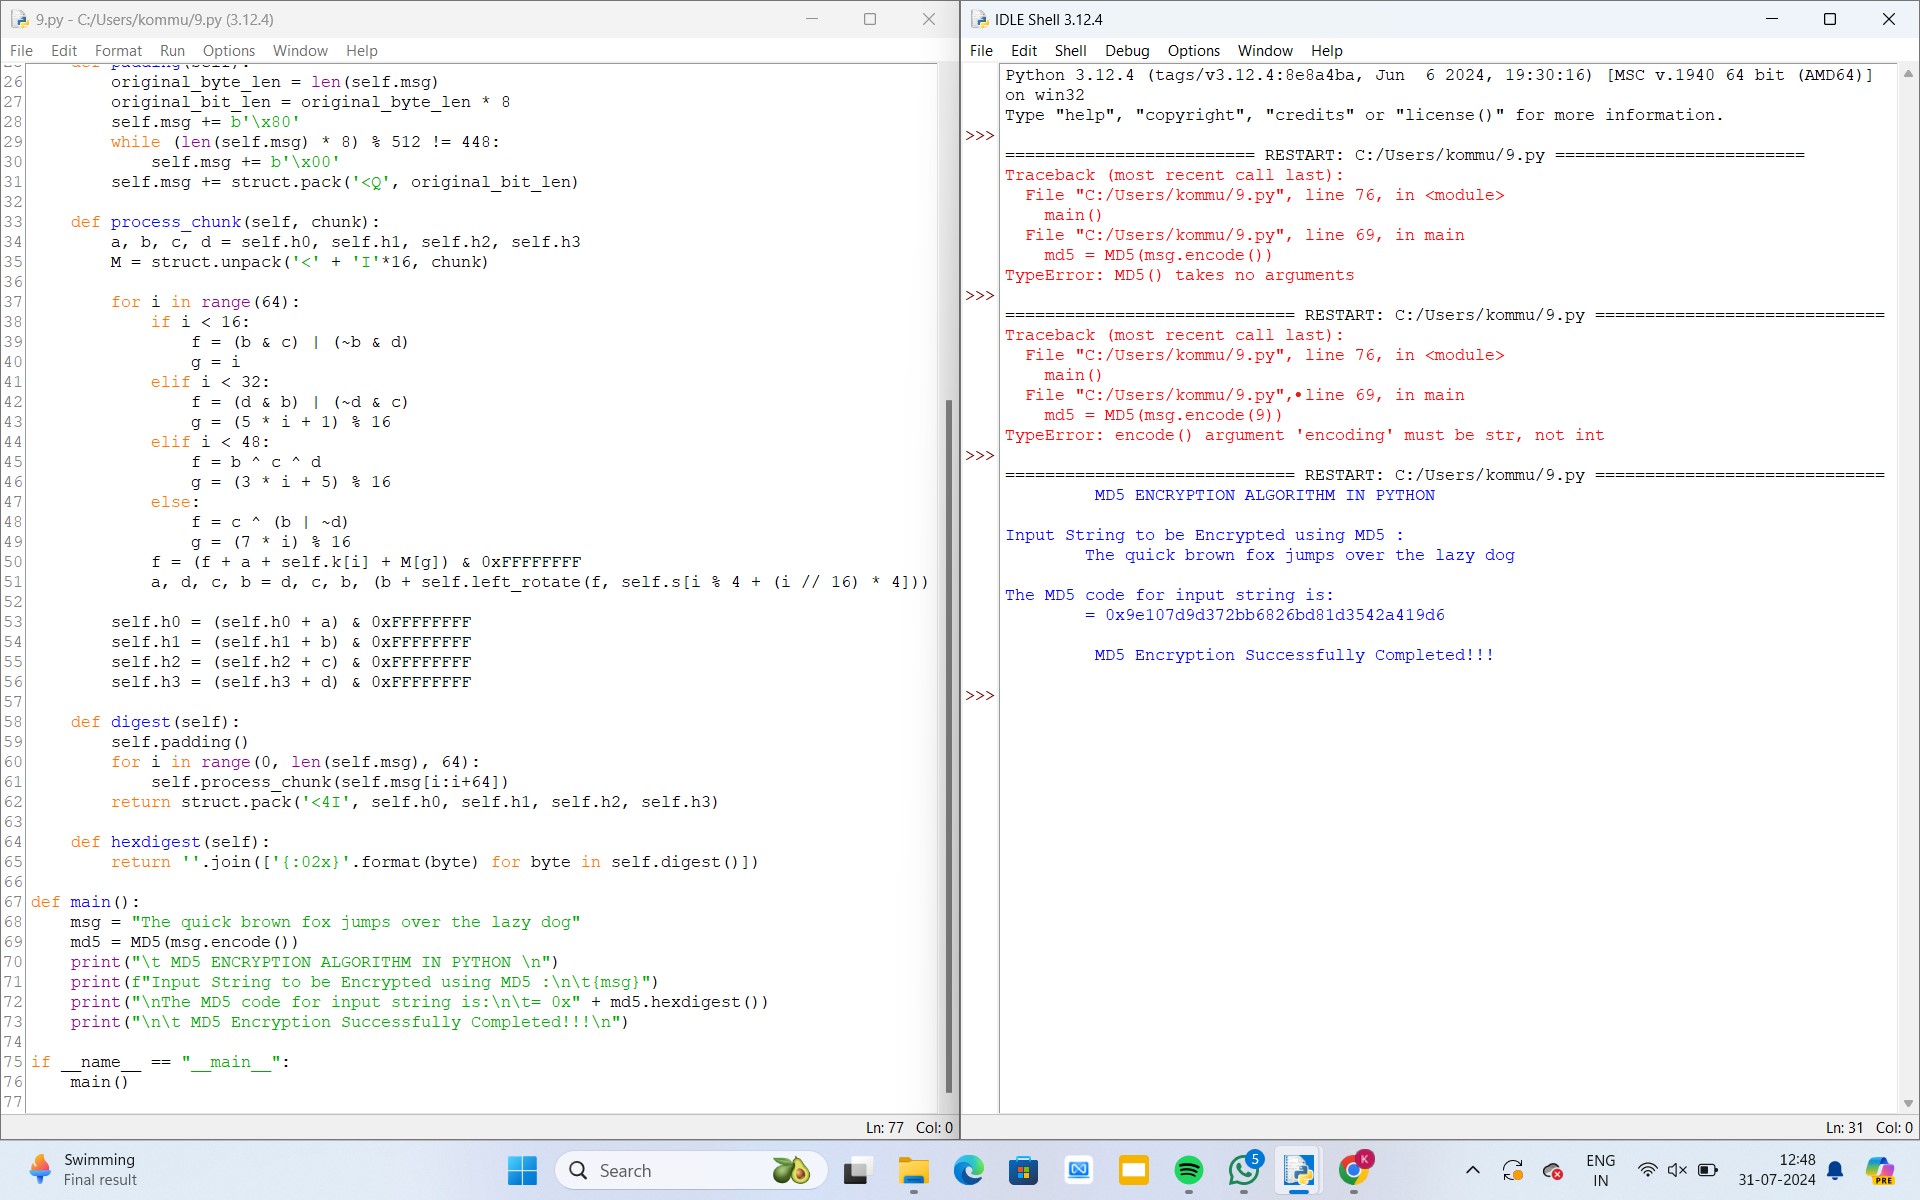 9.py - C:/Users/kommu/9.py (3.12.4)
File Edit Format Run Options Window Help
25     def padding(self):
26         original_byte_len = len(self.msg)
27         original_bit_len = original_byte_len * 8
28         self.msg += b'\x80'
29         while (len(self.msg) * 8) % 512 != 448:
30             self.msg += b'\x00'
31         self.msg += struct.pack('<Q', original_bit_len)
32
33     def process_chunk(self, chunk):
34         a, b, c, d = self.h0, self.h1, self.h2, self.h3
35         M = struct.unpack('<' + 'I'*16, chunk)
36
37         for i in range(64):
38             if i < 16:
39                 f = (b & c) | (~b & d)
40                 g = i
41             elif i < 32:
42                 f = (d & b) | (~d & c)
43                 g = (5 * i + 1) % 16
44             elif i < 48:
45                 f = b ^ c ^ d
46                 g = (3 * i + 5) % 16
47             else:
48                 f = c ^ (b | ~d)
49                 g = (7 * i) % 16
50             f = (f + a + self.k[i] + M[g]) & 0xFFFFFFFF
51             a, d, c, b = d, c, b, (b + self.left_rotate(f, self.s[i % 4 + (i // 16) * 4]))
52
53         self.h0 = (self.h0 + a) & 0xFFFFFFFF
54         self.h1 = (self.h1 + b) & 0xFFFFFFFF
55         self.h2 = (self.h2 + c) & 0xFFFFFFFF
56         self.h3 = (self.h3 + d) & 0xFFFFFFFF
57
58     def digest(self):
59         self.padding()
60         for i in range(0, len(self.msg), 64):
61             self.process_chunk(self.msg[i:i+64])
62         return struct.pack('<4I', self.h0, self.h1, self.h2, self.h3)
63
64     def hexdigest(self):
65         return ''.join(['{:02x}'.format(byte) for byte in self.digest()])
66
67 def main():
68     msg = "The quick brown fox jumps over the lazy dog"
69     md5 = MD5(msg.encode())
70     print("\t MD5 ENCRYPTION ALGORITHM IN PYTHON \n")
71     print(f"Input String to be Encrypted using MD5 :\n\t{msg}")
72     print("\nThe MD5 code for input string is:\n\t= 0x" + md5.hexdigest())
73     print("\n\t MD5 Encryption Successfully Completed!!!\n")
74
75 if __name__ == "__main__":
76     main()
77
Ln: 77 Col: 0
IDLE Shell 3.12.4
File Edit Shell Debug Options Window Help
Python 3.12.4 (tags/v3.12.4:8e8a4ba, Jun  6 2024, 19:30:16) [MSC v.1940 64 bit (AMD64)]
on win32
Type "help", "copyright", "credits" or "license()" for more information.
>>>
========================= RESTART: C:/Users/kommu/9.py =========================
Traceback (most recent call last):
  File "C:/Users/kommu/9.py", line 76, in <module>
    main()
  File "C:/Users/kommu/9.py", line 69, in main
    md5 = MD5(msg.encode())
TypeError: MD5() takes no arguments
>>>
============================= RESTART: C:/Users/kommu/9.py =============================
Traceback (most recent call last):
  File "C:/Users/kommu/9.py", line 76, in <module>
    main()
  File "C:/Users/kommu/9.py",•line 69, in main
    md5 = MD5(msg.encode(9))
TypeError: encode() argument 'encoding' must be str, not int
>>>
============================= RESTART: C:/Users/kommu/9.py =============================
MD5 ENCRYPTION ALGORITHM IN PYTHON
Input String to be Encrypted using MD5 :
The quick brown fox jumps over the lazy dog
The MD5 code for input string is:
= 0x9e107d9d372bb6826bd81d3542a419d6
MD5 Encryption Successfully Completed!!!
>>>
Ln: 31 Col: 0
Swimming
Final result
Search
5
K
ENG
IN
12:48
31-07-2024
PRE